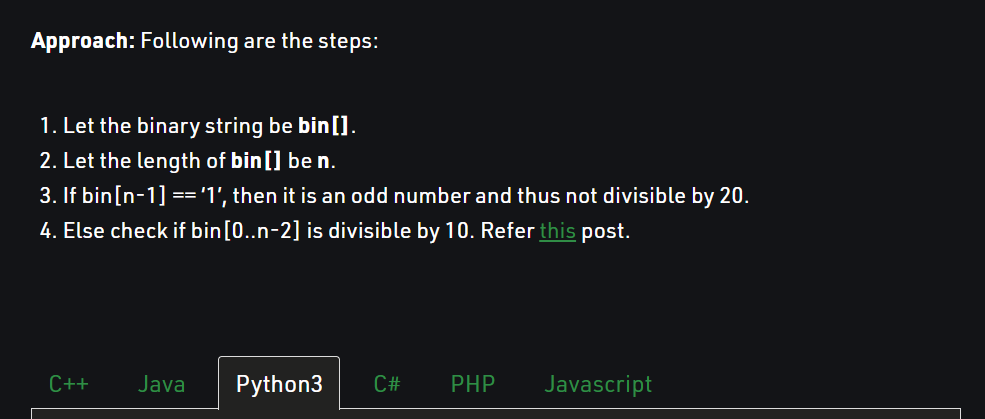 Approach: Following are the steps:
1. Let the binary string be bin[].
2. Let the length of bin[] be n.
3. If bin[n-1] == ‘1’, then it is an odd number and thus not divisible by 20.
4. Else check if bin[0..n-2] is divisible by 10. Refer this post.
C++ Java Python3 C# PHP Javascript